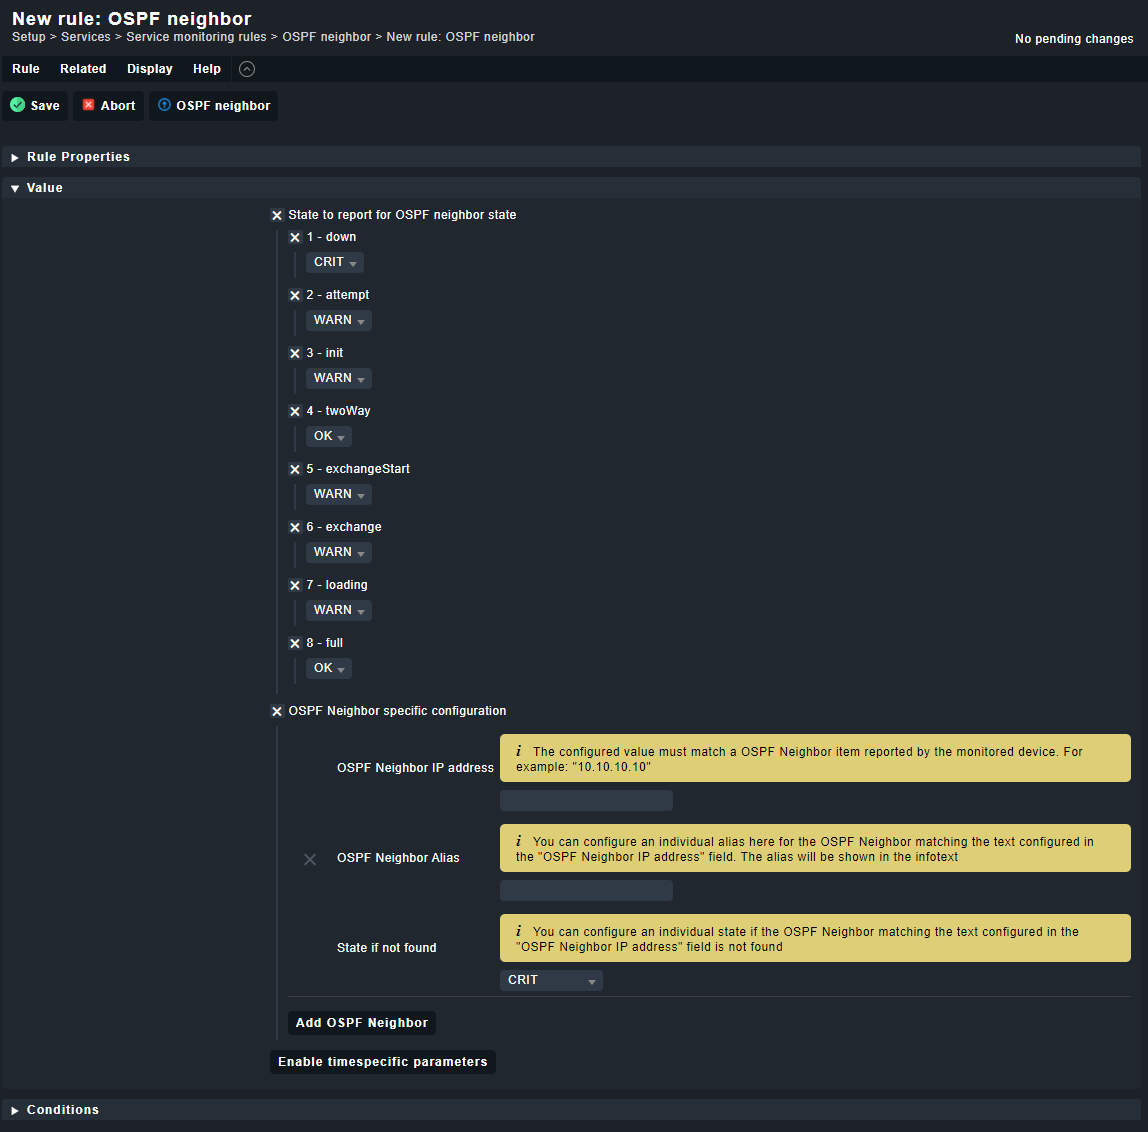 New rule: OSPF neighbor
Setup > Services > Service monitoring rules > OSPF neighbor > New rule: OSPF neighbor
No pending changes
Rule Related Display Help
Save Abort OSPF neighbor
Rule Properties
Value
State to report for OSPF neighbor state
1 - down
CRIT
2 - attempt
WARN
3 - init
WARN
4 - twoWay
OK
5 - exchangeStart
WARN
6 - exchange
WARN
7 - loading
WARN
8 - full
OK
OSPF Neighbor specific configuration
OSPF Neighbor IP address
The configured value must match a OSPF Neighbor item reported by the monitored device. For
example: "10.10.10.10"
OSPF Neighbor Alias
You can configure an individual alias here for the OSPF Neighbor matching the text configured in
the "OSPF Neighbor IP address" field. The alias will be shown in the infotext
State if not found
You can configure an individual state if the OSPF Neighbor matching the text configured in the
"OSPF Neighbor IP address" field is not found
CRIT
Add OSPF Neighbor
Enable timespecific parameters
Conditions